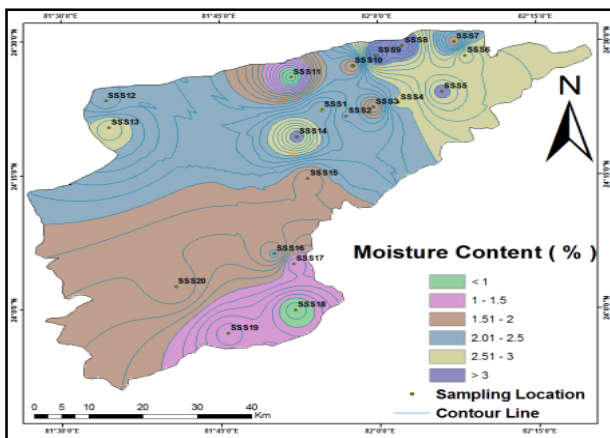 81°30'0"E 81°45'0"E 82°0'0"E 82°15'0"E
SSS8
SSS7
SSS9
SSS6
SSS10
SSS11
SSS5
SSS12
SSS4
SSS1
SSS3
SSS2
SSS13
SSS14
N
SSS15
SSS16
SSS17
Moisture Content ( % )
SSS20
< 1
SSS18
1 - 1.5
1.51 - 2
SSS19
2.01 - 2.5
2.51 - 3
> 3
Sampling Location
Contour Line
0 5 10 20 30 40
Km
81°30'0"E 81°45'0"E 82°0'0"E 82°15'0"E